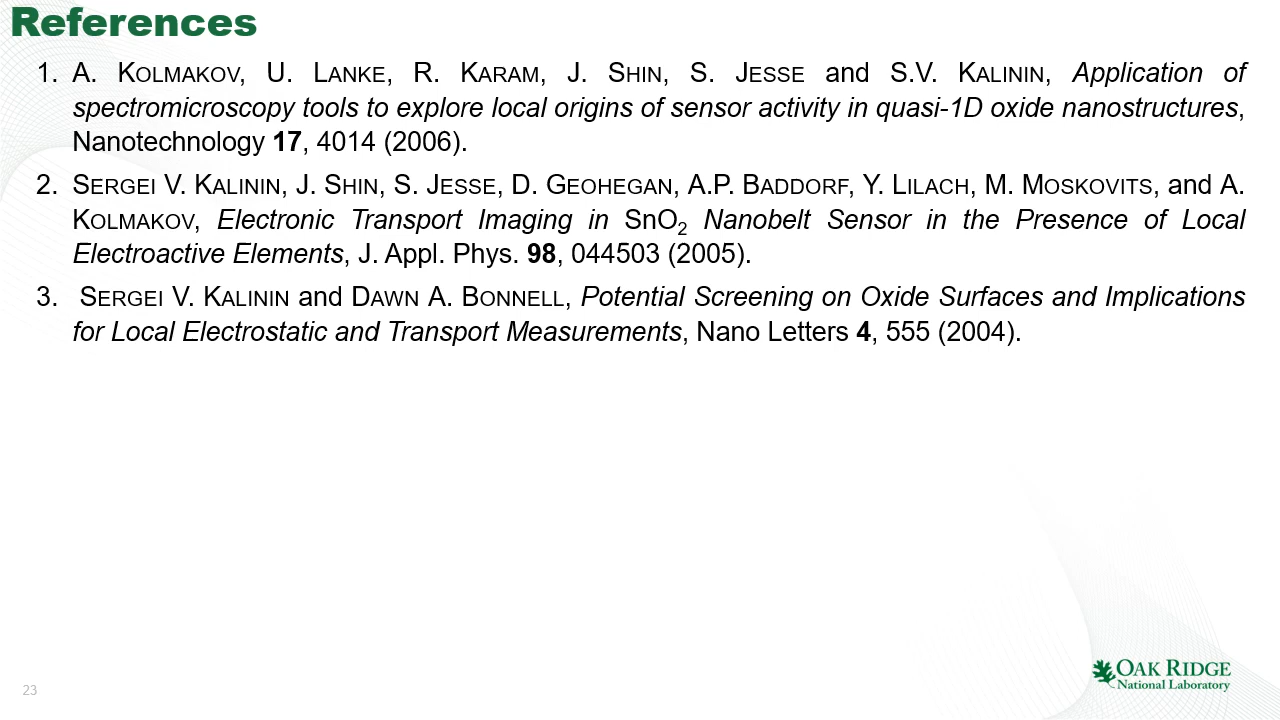 References
1. A. KOLMAKOV, U. LANKE, R. KARAM, J. SHIN, S. JESSE and S.V. KALININ, Application of
spectromicroscopy tools to explore local origins of sensor activity in quasi-1D oxide nanostructures,
Nanotechnology 17, 4014 (2006).
2. SERGEI V. KALININ, J. SHIN, S. JESSE, D. GEOHEGAN, A.P. BADDORF, Y. LILACH, M. MOSKOVITS, and A.
KOLMAKOV, Electronic Transport Imaging in SnO₂ Nanobelt Sensor in the Presence of Local
Electroactive Elements, J. Appl. Phys. 98, 044503 (2005).
3. SERGEI V. KALININ and DAWN A. BONNELL, Potential Screening on Oxide Surfaces and Implications
for Local Electrostatic and Transport Measurements, Nano Letters 4, 555 (2004).
23
OAK RIDGE
National Laboratory